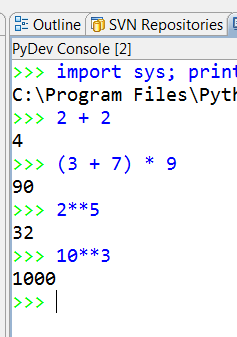 Outline SVN Repositories
PyDev Console [2]
>>> import sys; print
C:\Program Files\Pyth
>>> 2 + 2
4
>>> (3 + 7) * 9
90
>>> 2**5
32
>>> 10**3
1000
>>>